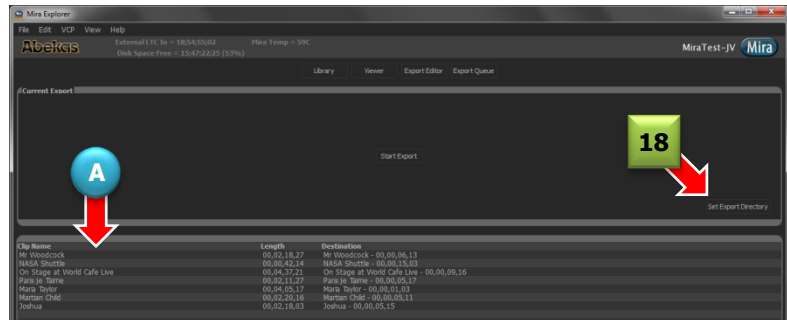 Mira Explorer
File Edit VCP View Help
Abekas
External LTC In = 18;54;55;02 Mira Temp = 59C
Disk Space Free = 15;47;22;25 (53%)
MiraTest-JV Mira
Library Viewer Export Editor Export Queue
Current Export
Start Export
18
A
Set Export Directory
Clip Name Length Destination
Mr Woodcock 00,02,18,27 Mr Woodcock - 00,00,06,13
NASA Shuttle 00,00,42,14 NASA Shuttle - 00,00,15,03
On Stage at World Cafe Live 00,04,37,21 On Stage at World Cafe Live - 00,00,09,16
Paris Je Taime 00,02,11,27 Paris Je Taime - 00,00,05,17
Mara Taylor 00,04,05,17 Mara Taylor - 00,00,01,03
Martian Child 00,02,20,16 Martian Child - 00,00,05,11
Joshua 00,02,18,03 Joshua - 00,00,05,15